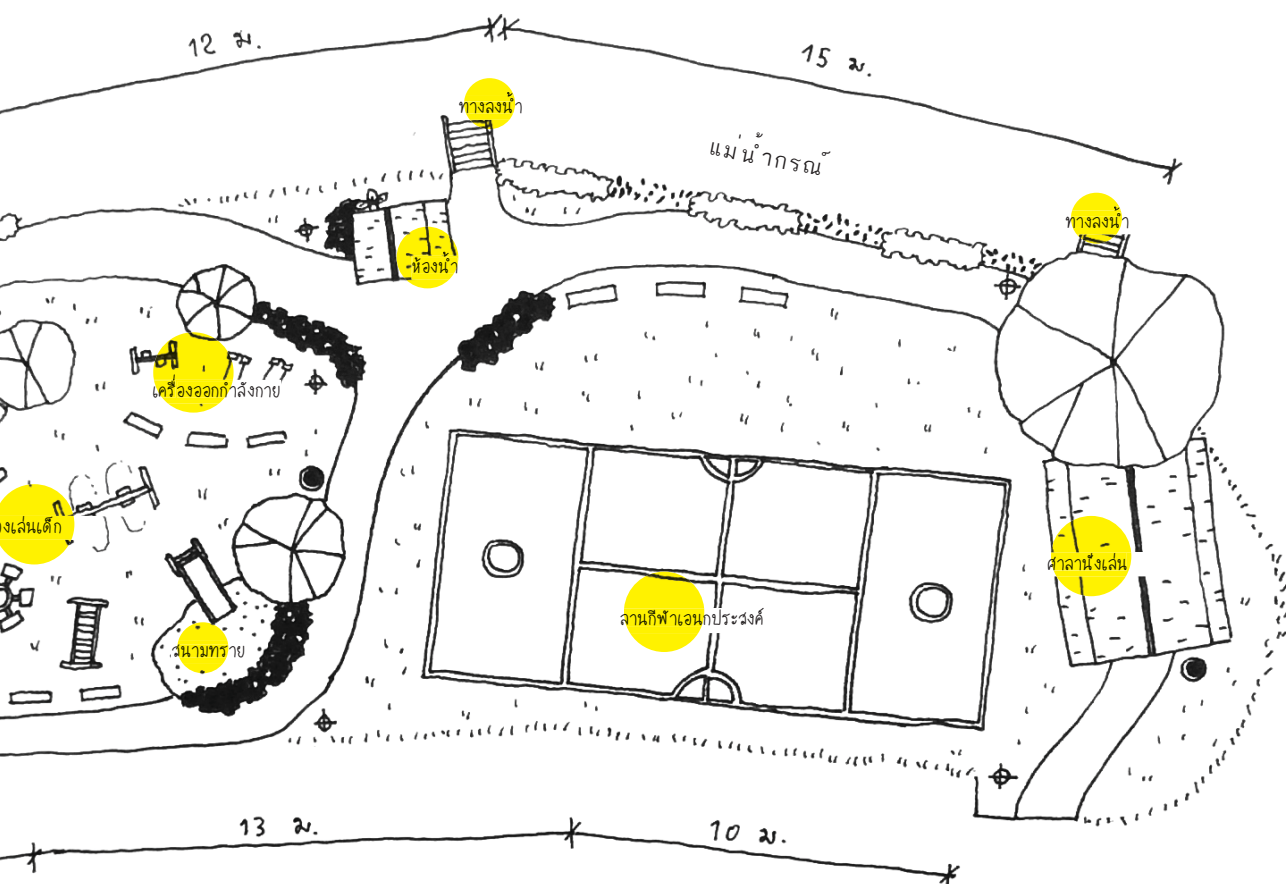 12 ม.
15 ม.
ทางลงน้ำ
แม่น้ำกรณ์
ทางลงน้ำ
ห้องน้ำ
เครื่องออกกำลังกาย
องเล่นเด็ก
ศาลานั่งเล่น
ลานกีฬาเอนกประสงค์
สนามทราย
13 ม.
10 ม.